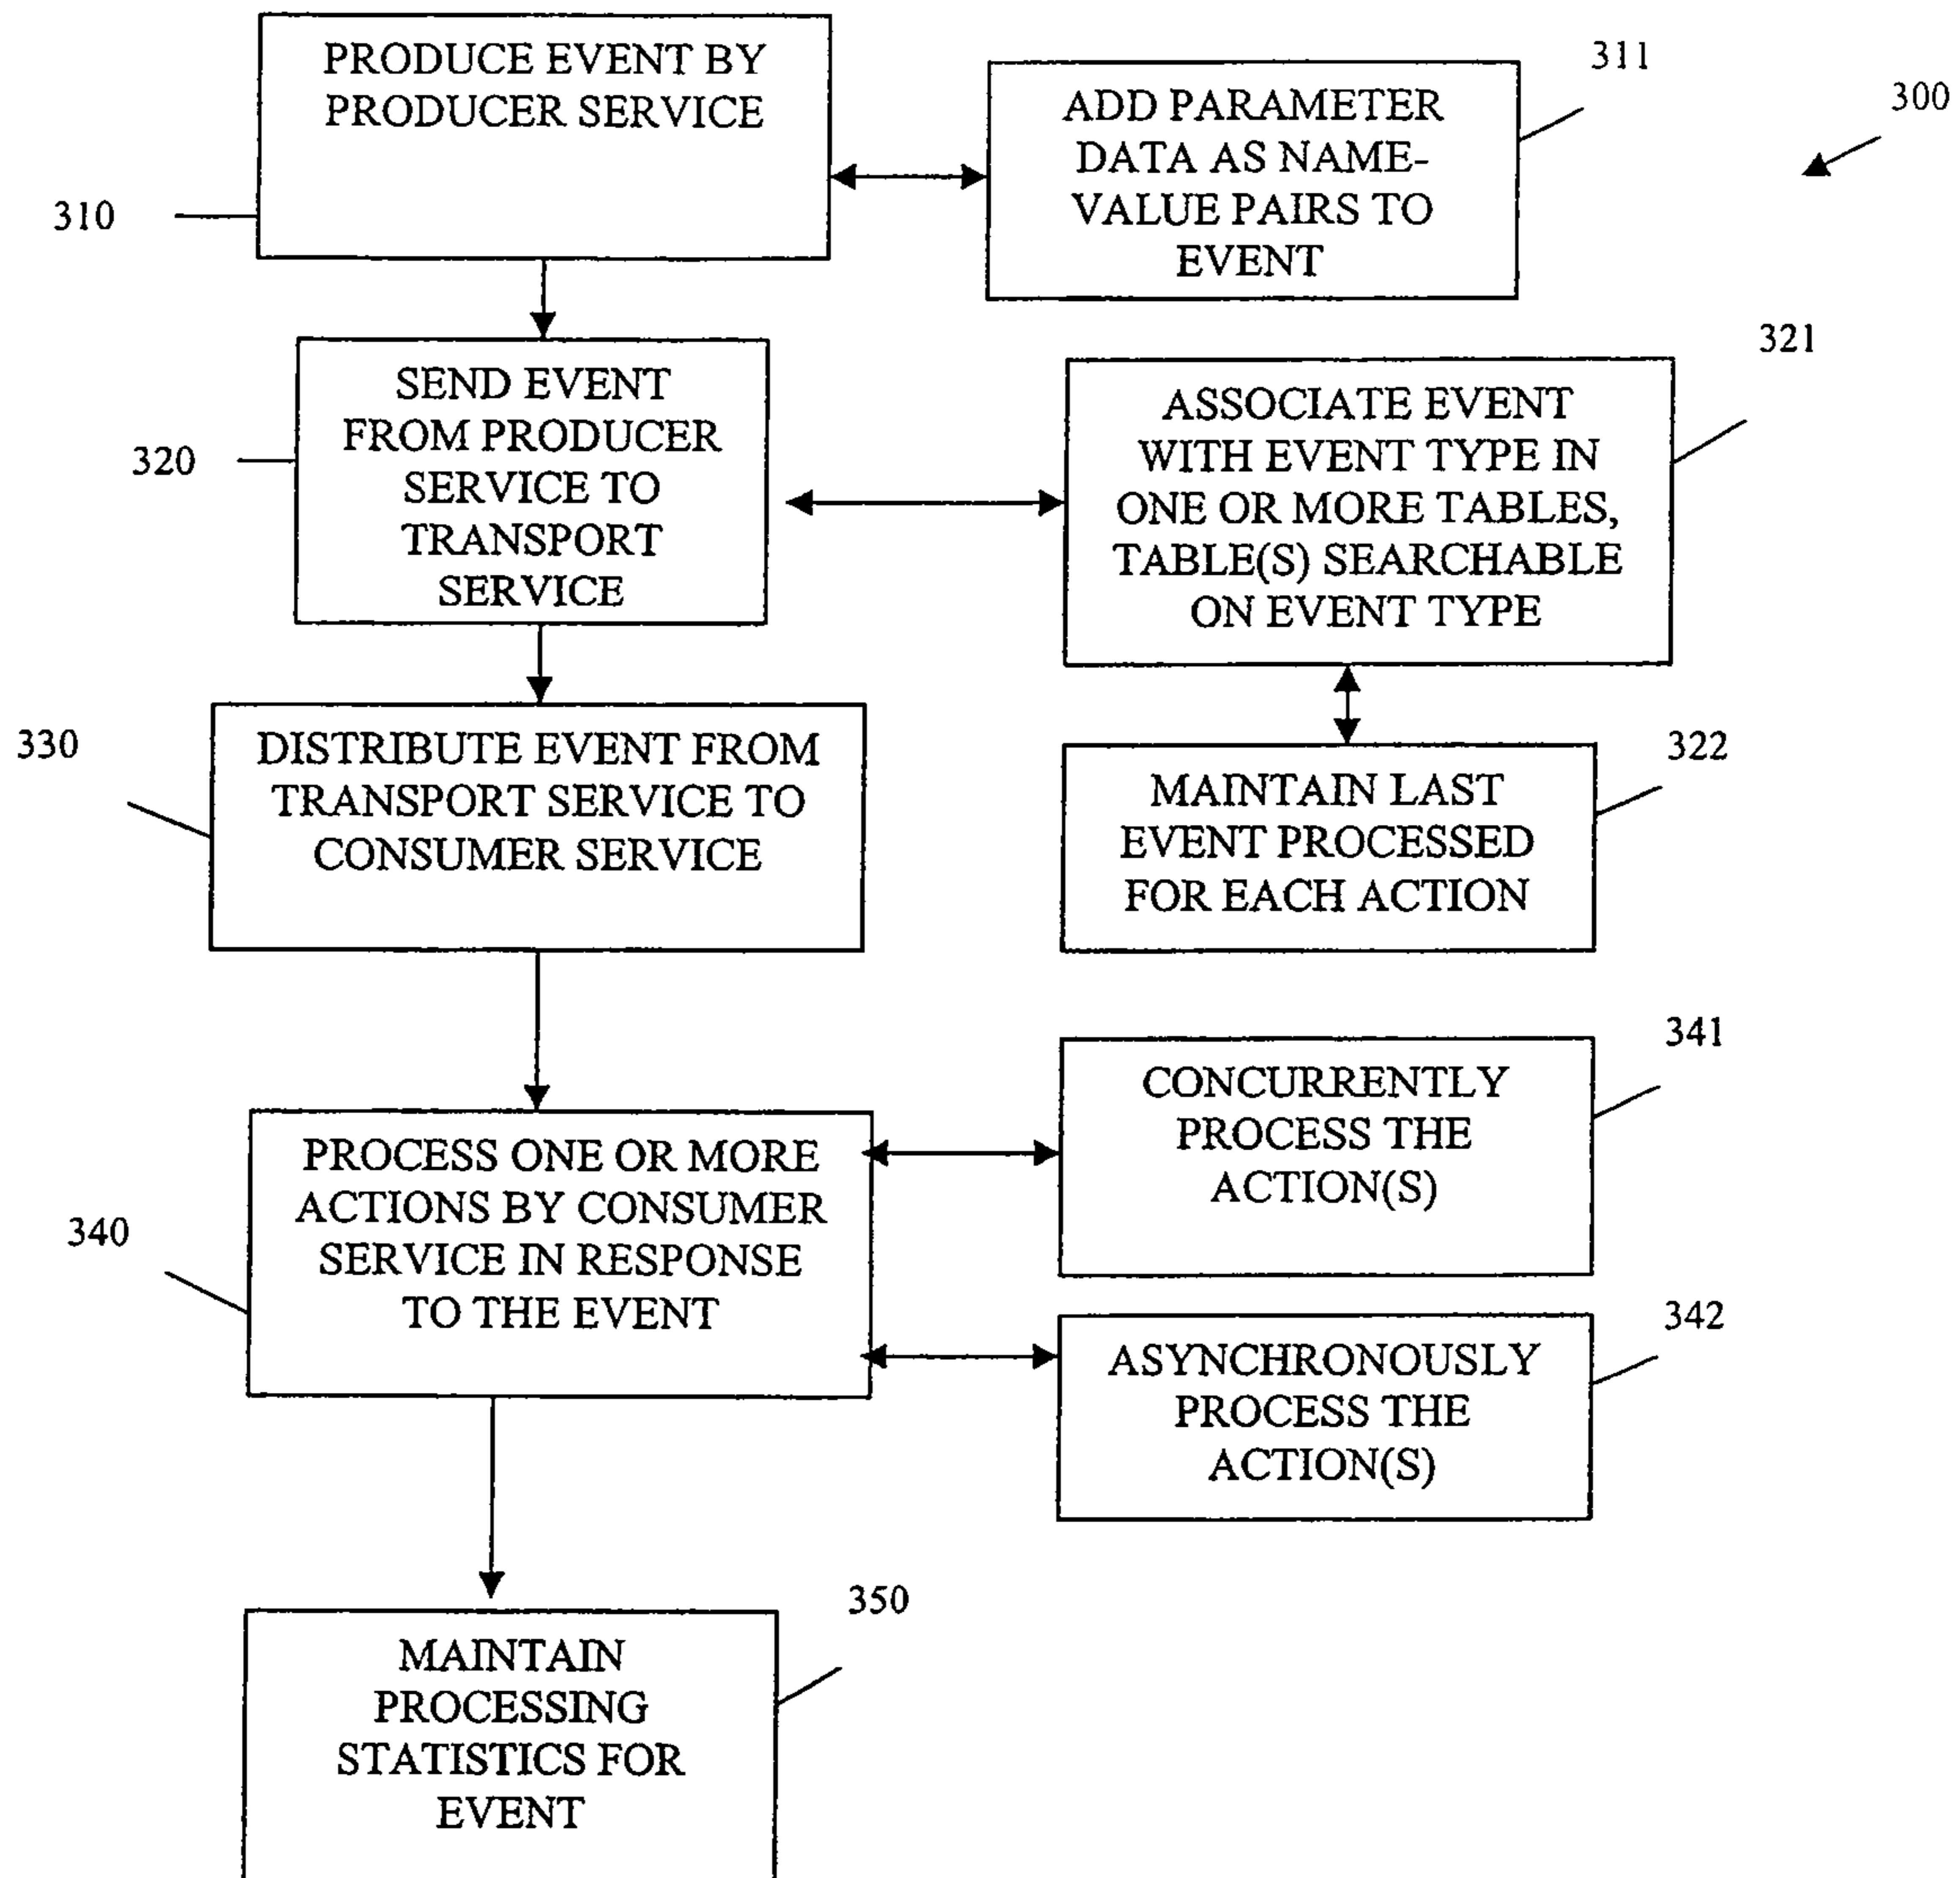 PRODUCE EVENT BY
PRODUCER SERVICE
310
ADD PARAMETER
DATA AS NAME-
VALUE PAIRS TO
EVENT
311
300
SEND EVENT
FROM PRODUCER
SERVICE TO
TRANSPORT
SERVICE
320
ASSOCIATE EVENT
WITH EVENT TYPE IN
ONE OR MORE TABLES,
TABLE(S) SEARCHABLE
ON EVENT TYPE
321
DISTRIBUTE EVENT FROM
TRANSPORT SERVICE TO
CONSUMER SERVICE
330
MAINTAIN LAST
EVENT PROCESSED
FOR EACH ACTION
322
PROCESS ONE OR MORE
ACTIONS BY CONSUMER
SERVICE IN RESPONSE
TO THE EVENT
340
CONCURRENTLY
PROCESS THE
ACTION(S)
341
ASYNCHRONOUSLY
PROCESS THE
ACTION(S)
342
MAINTAIN
PROCESSING
STATISTICS FOR
EVENT
350